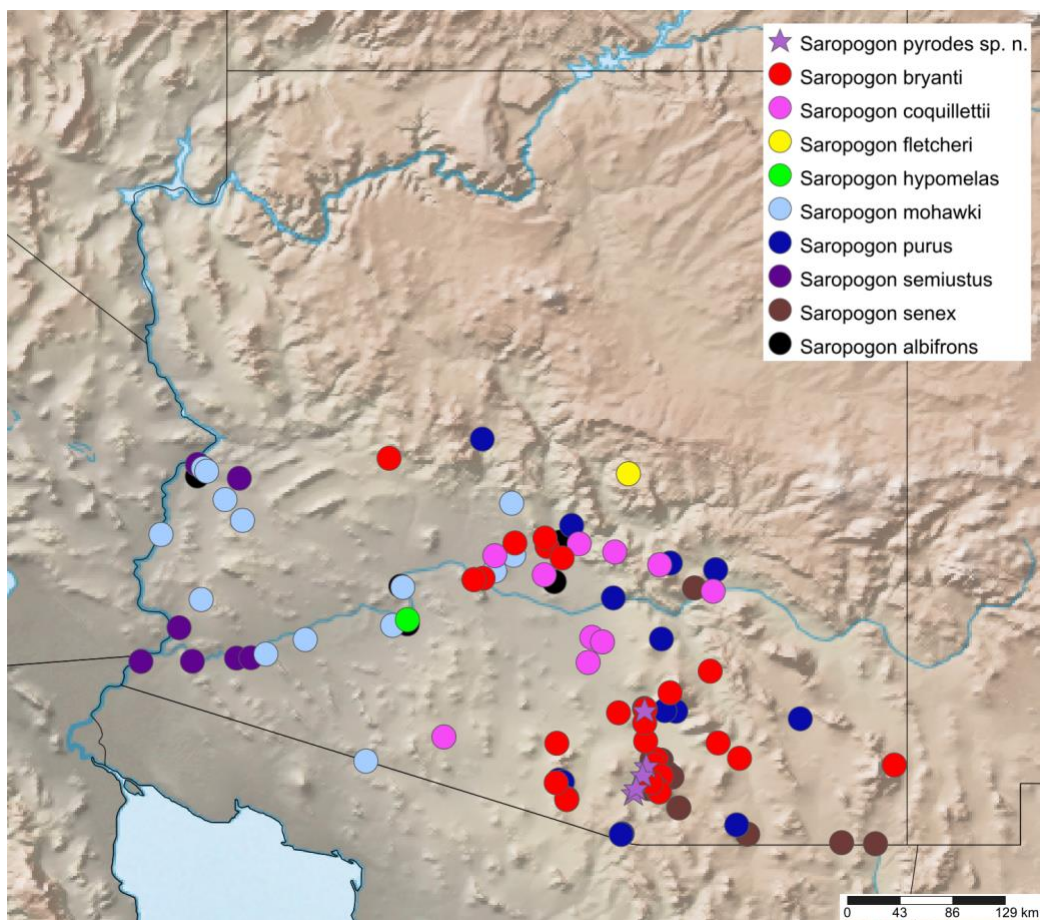 Saropogon pyrodes sp. n.
Saropogon bryanti
Saropogon coquillettii
Saropogon fletcheri
Saropogon hypomelas
Saropogon mohawki
Saropogon purus
Saropogon semiustus
Saropogon senex
Saropogon albifrons
0 43 86 129 km